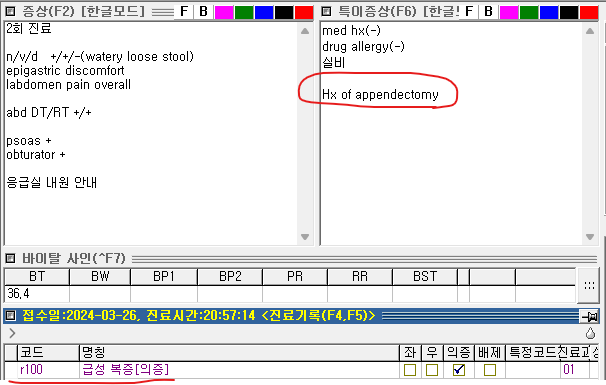 증상(F2) [한글모드] F B
2회 진료
n/v/d +/+/-(watery loose stool)
epigastric discomfort
labdomen pain overall
abd DT/RT +/+
psoas +
obturator +
응급실 내원 안내
특이증상(F6) [한글 F B
med hx(-)
drug allergy(-)
실비
Hx of appendectomy
바이탈 사인(^F7)
BT BW BP1 BP2 PR RR BST
36.4
접수일:2024-03-26, 진료시간:20:57:14 <진료기록(F4,F5)>
코드 명칭 좌 우 의증 배제 특정코드 진료과 성
r100 급성 복증[의증] 01